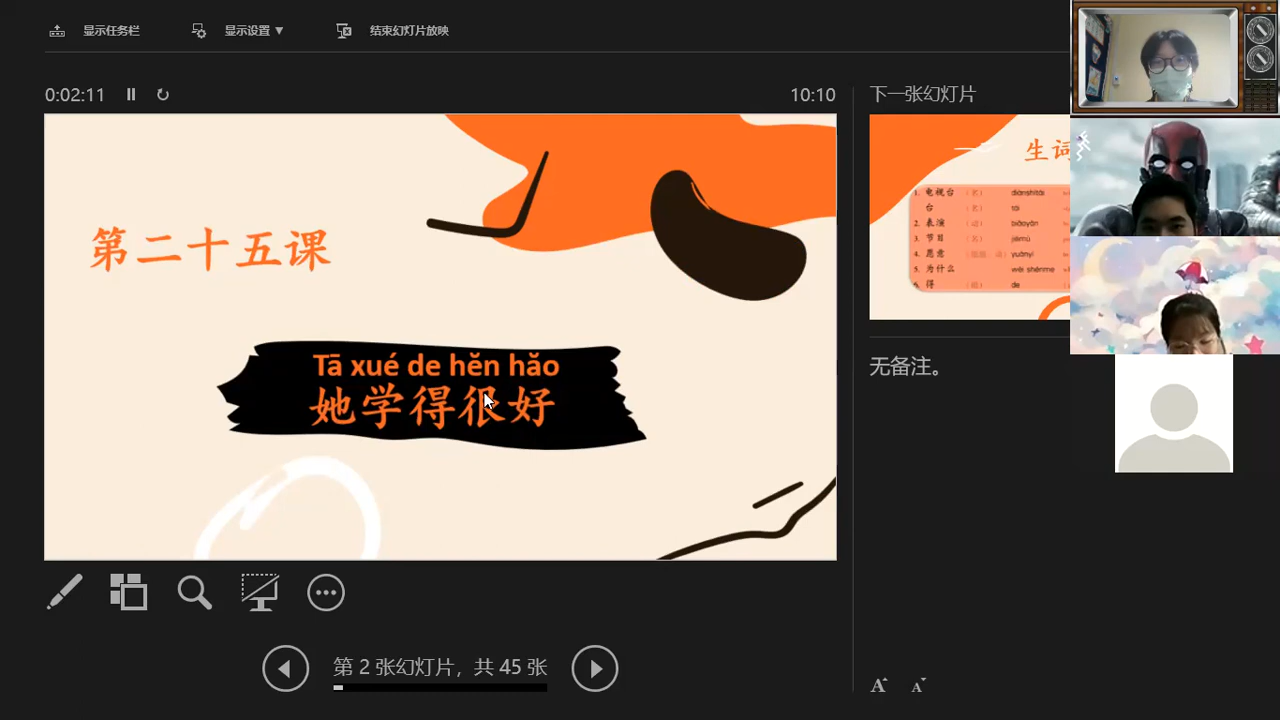 显示任务栏
显示设置 ▼
结束幻灯片放映
0:02:11
10:10
第二十五课
Tā xué de hěn hǎo
她学得很好
下一张幻灯片
生词
1. 电视台 (名) diànshìtái
台 (名) tái
2. 表演 (动) biǎoyǎn
3. 节目 (名) jiémù
4. 愿意 yuànyì
5. 为什么 wèi shénme
6. 得 de
无备注。
第 2 张幻灯片，共 45 张
A A